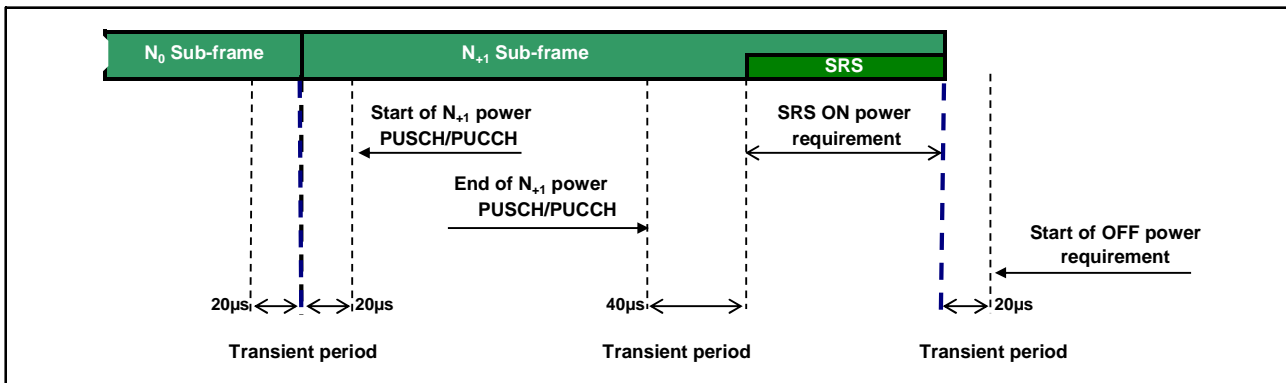 N₀ Sub-frame
N₊₁ Sub-frame
SRS
Start of N₊₁ power
PUSCH/PUCCH
SRS ON power
requirement
End of N₊₁ power
PUSCH/PUCCH
Start of OFF power
requirement
20µs
20µs
40µs
20µs
Transient period
Transient period
Transient period